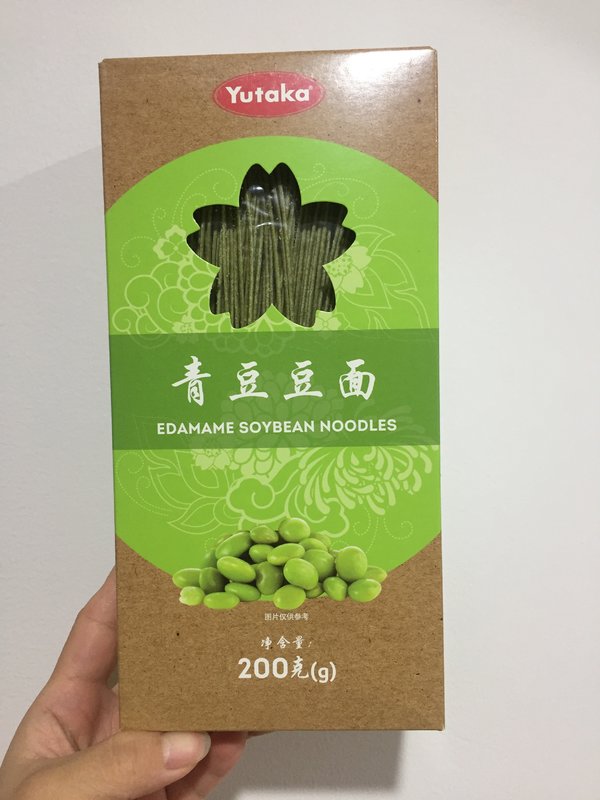 Yutaka
青豆豆面
EDAMAME SOYBEAN NOODLES
图片仅供参考
净含量:
200克(g)